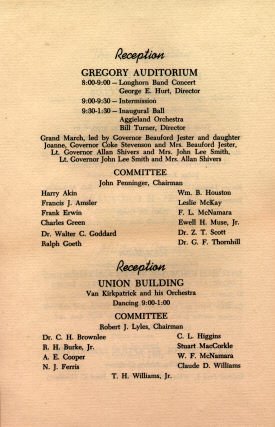 Reception
GREGORY AUDITORIUM
8:00-9:00 — Longhorn Band Concert
George E. Hurt, Director
9:00-9:30 — Intermission
9:30-1:30 — Inaugural Ball
Aggieland Orchestra
Bill Turner, Director
Grand March, led by Governor Beauford Jester and daughter
Joanne, Governor Coke Stevenson and Mrs. Beauford Jester,
Lt. Governor Allan Shivers and Mrs. John Lee Smith,
Lt. Governor John Lee Smith and Mrs. Allan Shivers
COMMITTEE
John Penninger, Chairman
Harry Akin
Francis J. Amsler
Frank Erwin
Charles Green
Dr. Walter C. Goddard
Ralph Goeth
Wm. B. Houston
Leslie McKay
F. L. McNamara
Ewell H. Muse, Jr.
Dr. Z. T. Scott
Dr. G. F. Thornhill
Reception
UNION BUILDING
Van Kirkpatrick and his Orchestra
Dancing 9:00-1:00
COMMITTEE
Robert J. Lyles, Chairman
Dr. C. H. Brownlee
R. H. Burke, Jr.
A. E. Cooper
N. J. Ferris
C. L. Higgins
Stuart MacCorkle
W. F. McNamara
Claude D. Williams
T. H. Williams, Jr.